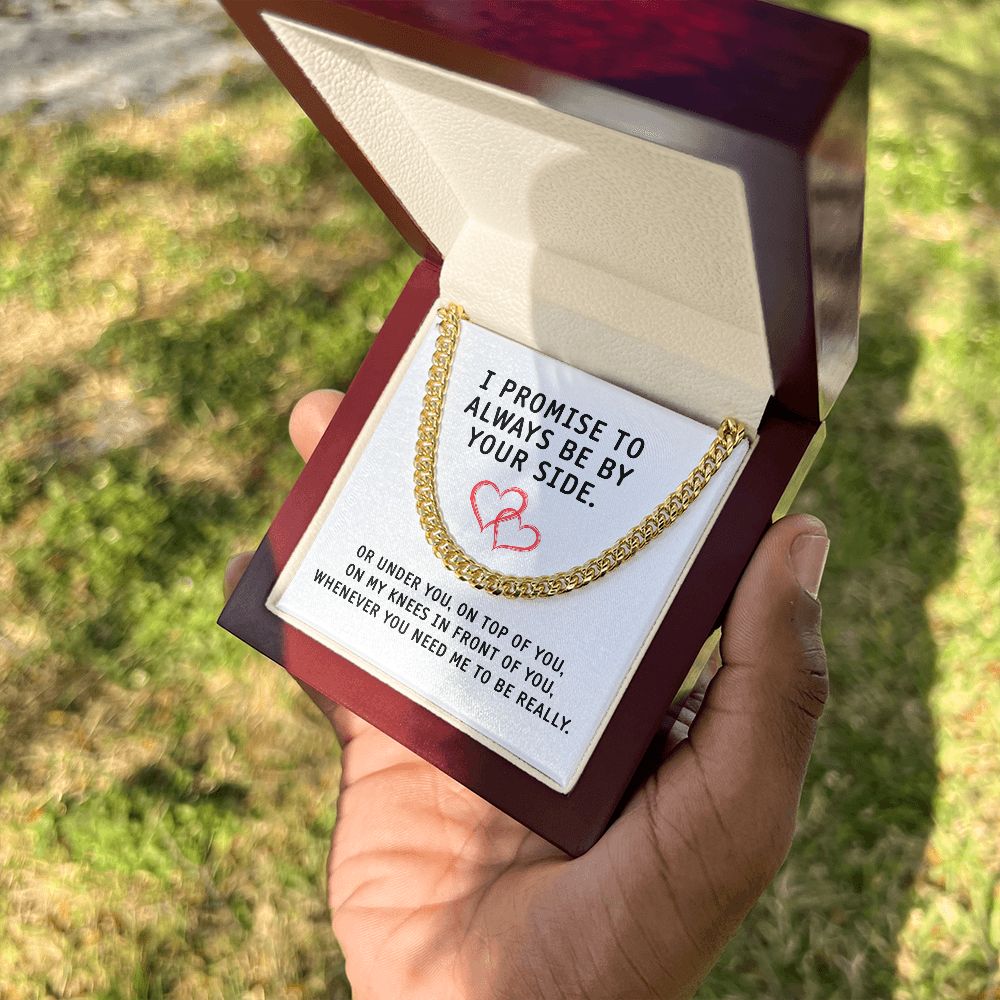 I PROMISE TO
ALWAYS BE BY
YOUR SIDE.
OR UNDER YOU, ON TOP OF YOU,
ON MY KNEES IN FRONT OF YOU,
WHENEVER YOU NEED ME TO BE REALLY.